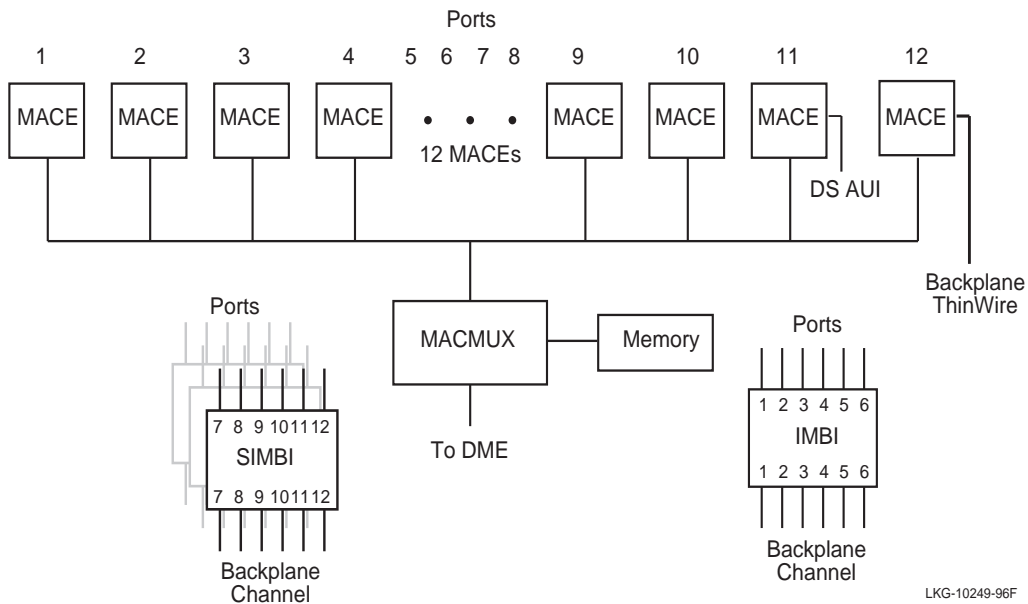 Ports
1 2 3 4 5 6 7 8 9 10 11 12
MACE MACE MACE MACE MACE MACE MACE MACE
12 MACEs
DS AUI
Backplane
ThinWire
Ports
MACMUX
Memory
Ports
7 8 9 10 11 12
SIMBI
7 8 9 10 11 12
To DME
1 2 3 4 5 6
IMBI
1 2 3 4 5 6
Backplane
Channel
Backplane
Channel
LKG-10249-96F